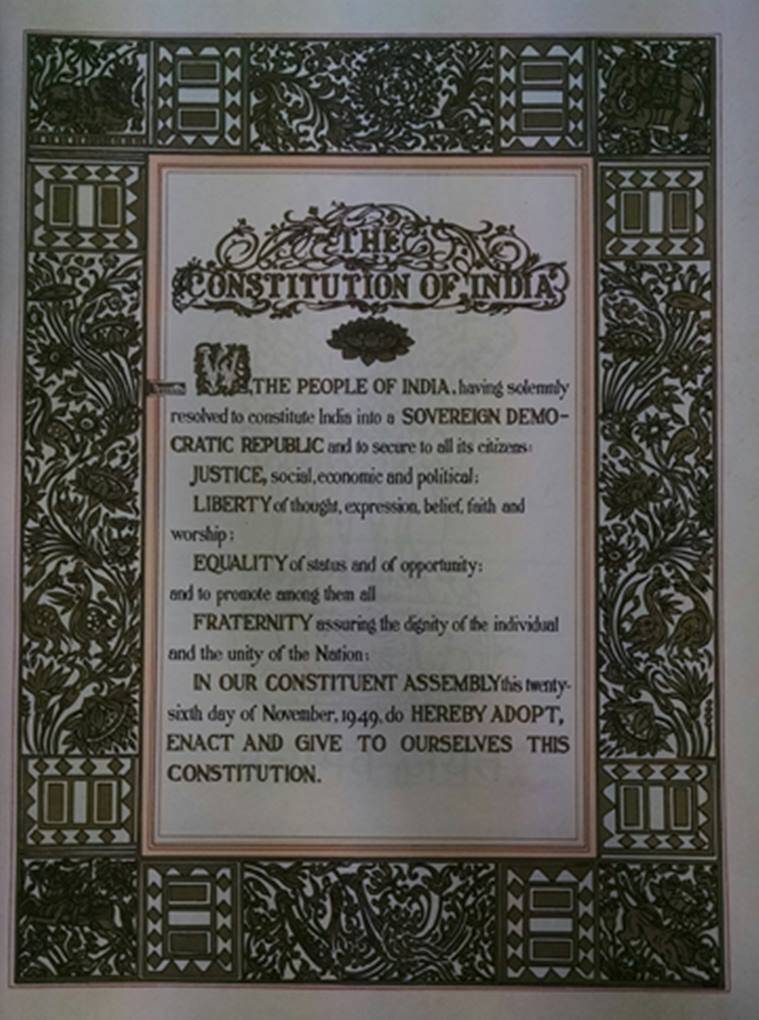 THE
CONSTITUTION OF INDIA
WE, THE PEOPLE OF INDIA, having solemnly
resolved to constitute India into a SOVEREIGN DEMO-
CRATIC REPUBLIC and to secure to all its citizens:
JUSTICE, social, economic and political;
LIBERTY of thought, expression, belief, faith and
worship;
EQUALITY of status and of opportunity;
and to promote among them all
FRATERNITY assuring the dignity of the individual
and the unity of the Nation;
IN OUR CONSTITUENT ASSEMBLY this twenty-
sixth day of November, 1949, do HEREBY ADOPT,
ENACT AND GIVE TO OURSELVES THIS
CONSTITUTION.